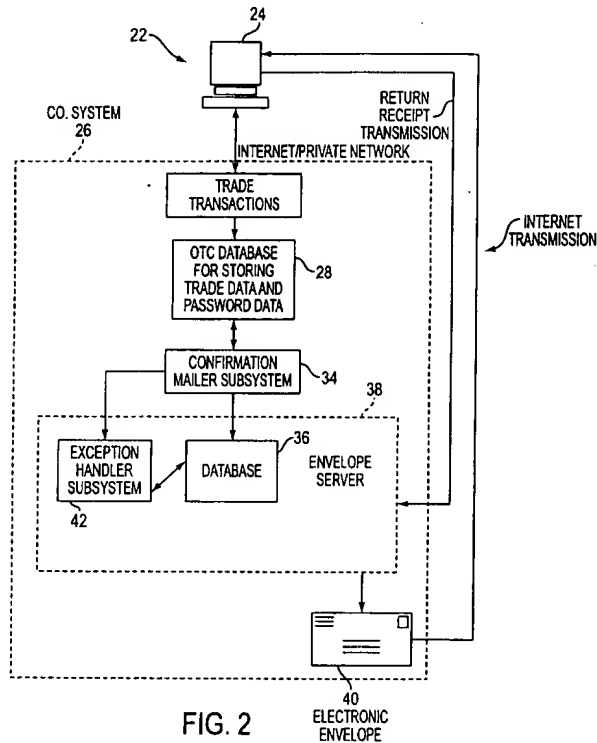 24
22
CO. SYSTEM
26
RETURN
RECEIPT
TRANSMISSION
INTERNET/PRIVATE NETWORK
TRADE
TRANSACTIONS
INTERNET
TRANSMISSION
OTC DATABASE
FOR STORING
TRADE DATA AND
PASSWORD DATA
28
CONFIRMATION
MAILER SUBSYSTEM
34
38
36
EXCEPTION
HANDLER
SUBSYSTEM
DATABASE
ENVELOPE
SERVER
42
40
ELECTRONIC
ENVELOPE
FIG. 2